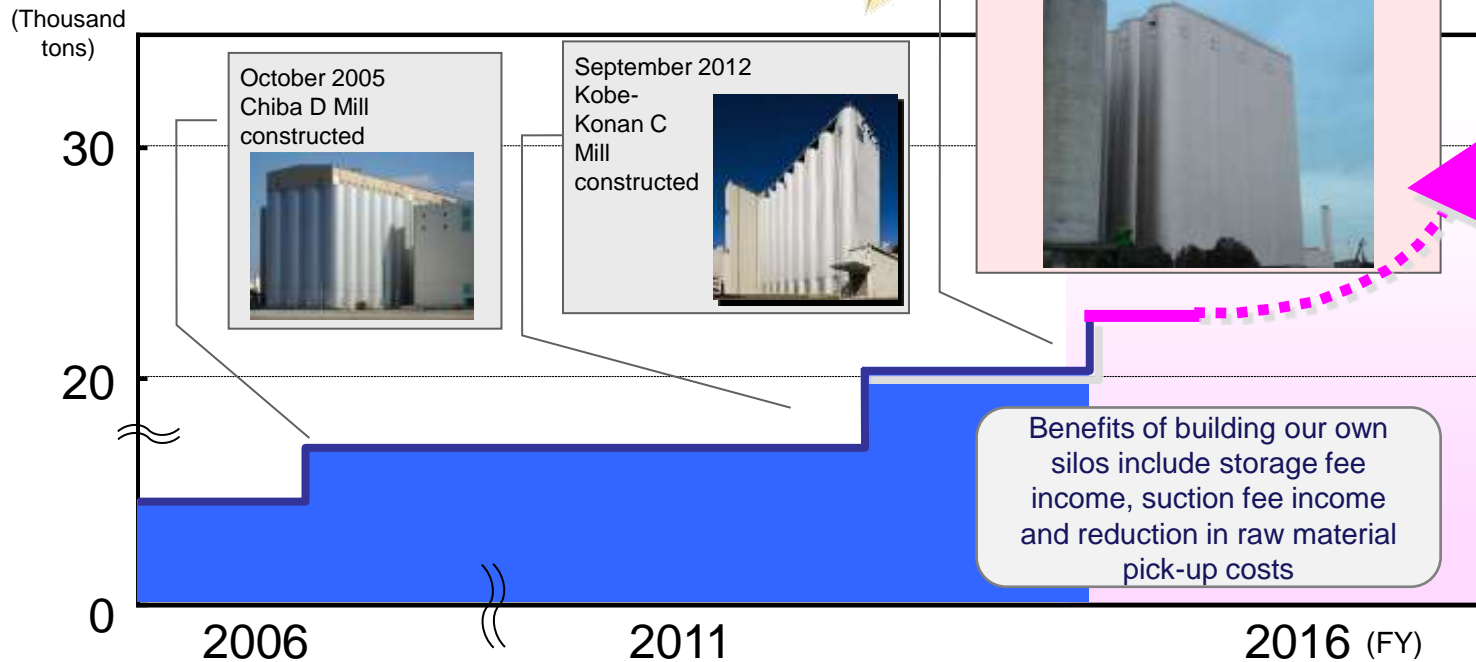 (Thousand
tons)
October 2005
Chiba D Mill
constructed
September 2012
Kobe-
Konan C
Mill
constructed
30
20
0
Benefits of building our own
silos include storage fee
income, suction fee income
and reduction in raw material
pick-up costs
2006
2011
2016 (FY)